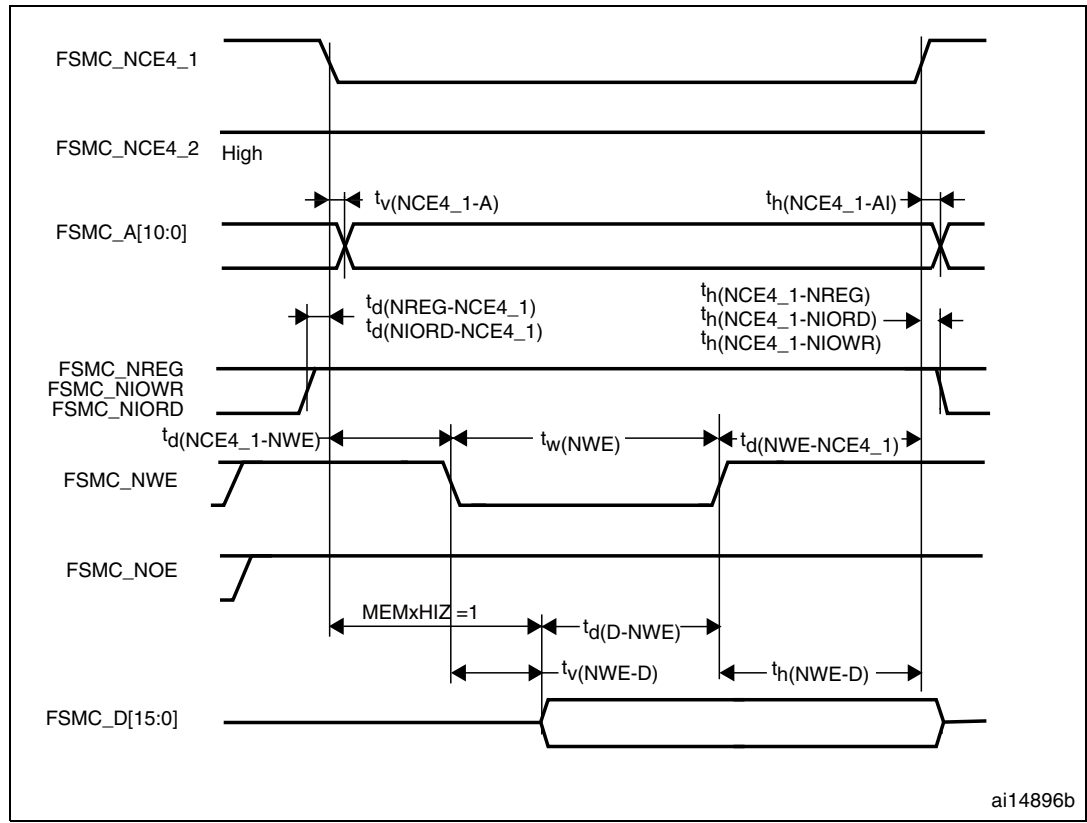 FSMC_NCE4_1
FSMC_NCE4_2 High
tv(NCE4_1-A)
th(NCE4_1-AI)
FSMC_A[10:0]
td(NREG-NCE4_1)
td(NIORD-NCE4_1)
th(NCE4_1-NREG)
th(NCE4_1-NIORD)
th(NCE4_1-NIOWR)
FSMC_NREG
FSMC_NIOWR
FSMC_NIORD
td(NCE4_1-NWE)
tw(NWE)
td(NWE-NCE4_1)
FSMC_NWE
FSMC_NOE
MEMxHIZ =1
td(D-NWE)
tv(NWE-D)
th(NWE-D)
FSMC_D[15:0]
ai14896b